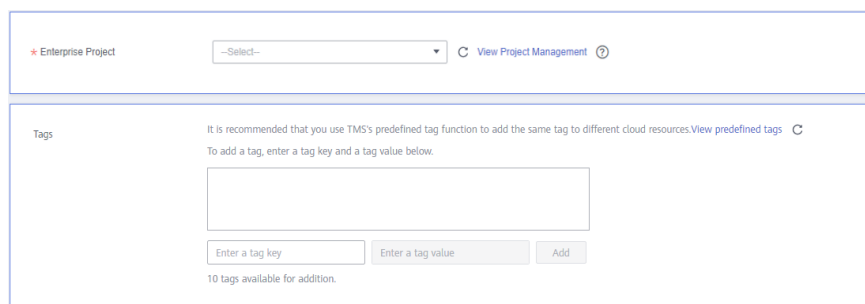 * Enterprise Project --Select-- View Project Management ?
Tags It is recommended that you use TMS's predefined tag function to add the same tag to different cloud resources.View predefined tags
To add a tag, enter a tag key and a tag value below.
Enter a tag key Enter a tag value Add
10 tags available for addition.